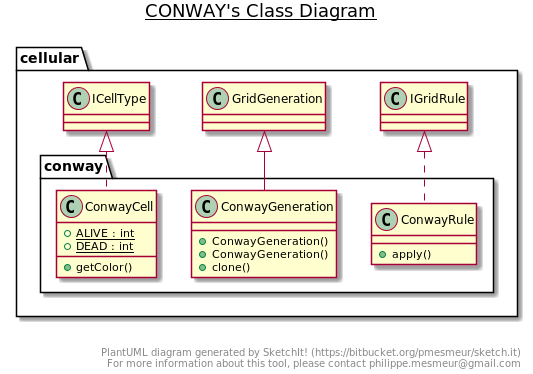 CONWAY's Class Diagram
cellular
C ICellType
C GridGeneration
C IGridRule
conway
C ConwayCell
ALIVE : int
DEAD : int
getColor()
C ConwayGeneration
ConwayGeneration()
ConwayGeneration()
clone()
C ConwayRule
apply()
PlantUML diagram generated by SketchIt! (https://bitbucket.org/pmesmeur/sketch.it)
For more information about this tool, please contact philippe.mesmeur@gmail.com